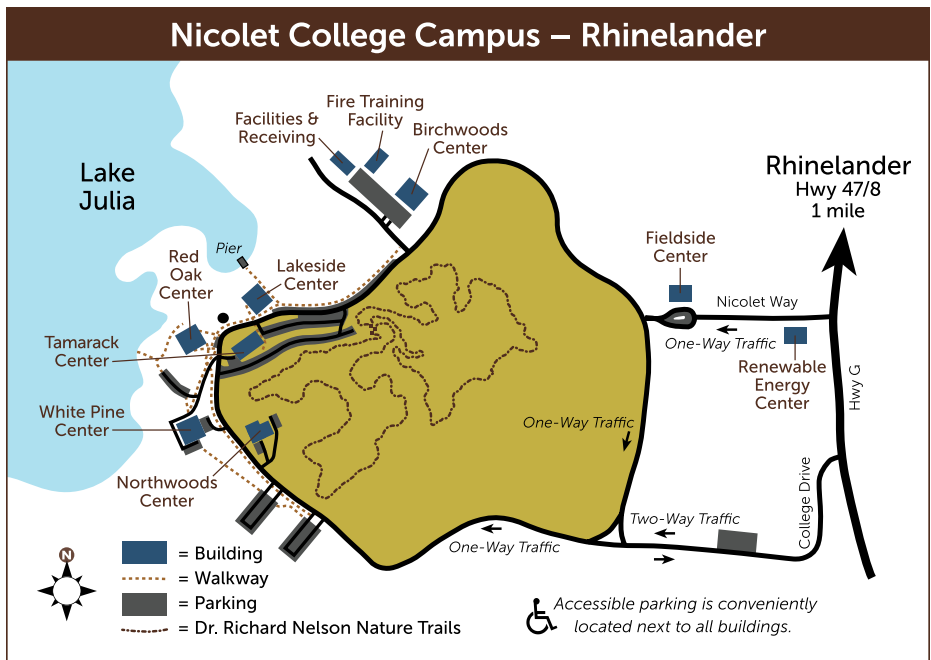 Nicolet College Campus – Rhinelander
Fire Training
Facility
Facilities &
Receiving
Birchwoods
Center
Lake
Julia
Rhinelander
Hwy 47/8
1 mile
Pier
Red
Oak
Center
Lakeside
Center
Fieldside
Center
Nicolet Way
One-Way Traffic
Tamarack
Center
Renewable
Energy
Center
Hwy G
White Pine
Center
One-Way Traffic
Northwoods
Center
College Drive
Two-Way Traffic
One-Way Traffic
N
= Building
= Walkway
= Parking
= Dr. Richard Nelson Nature Trails
Accessible parking is conveniently
located next to all buildings.